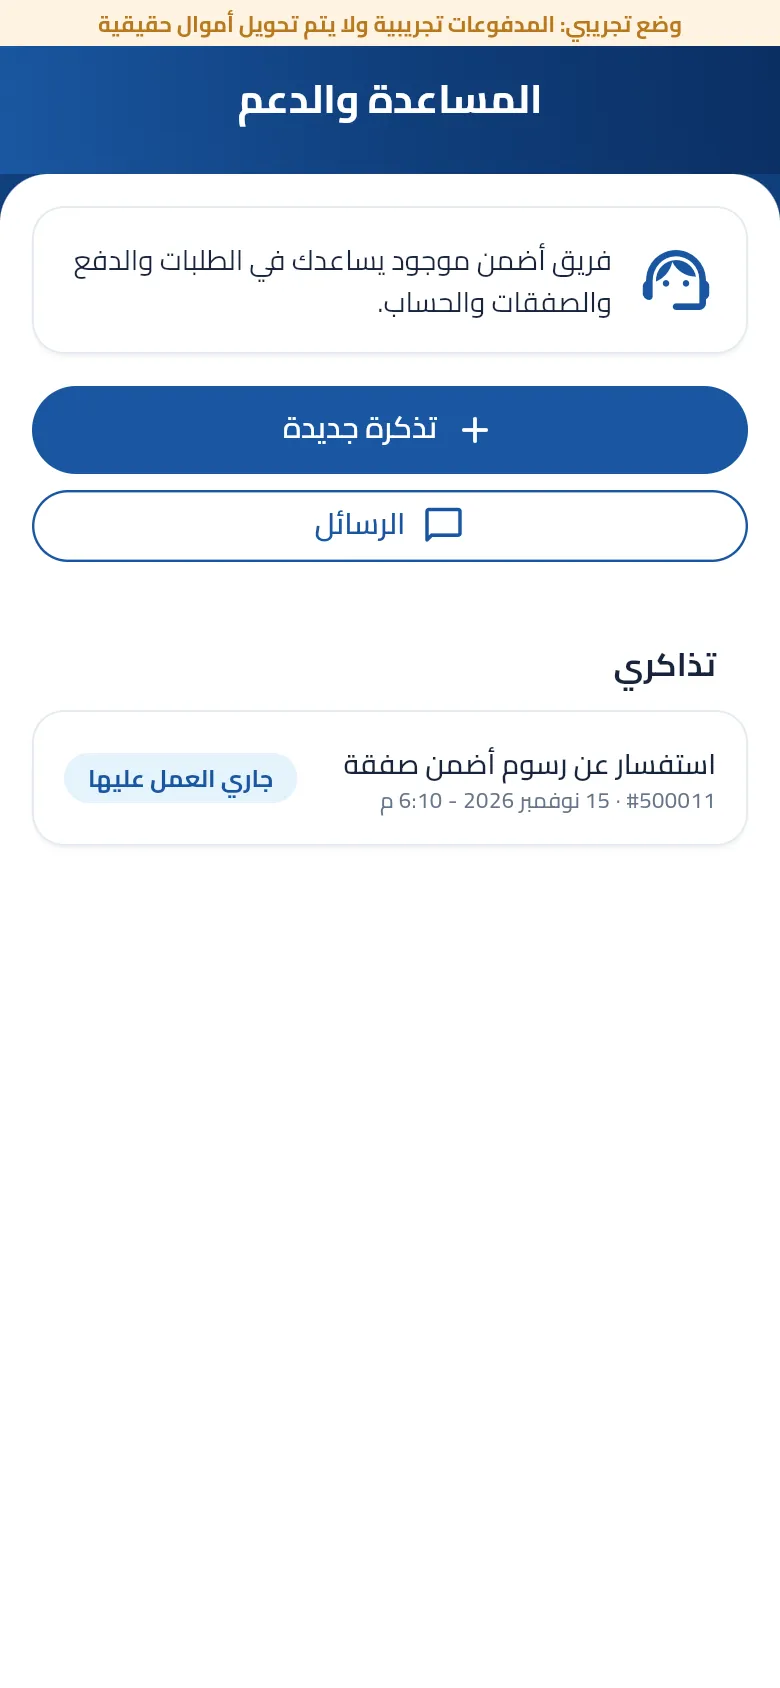 وضع تجريبي: المدفوعات تجريبية ولا يتم تحويل أموال حقيقية
المساعدة والدعم
فريق أضمن موجود يساعدك في الطلبات والدفع
والصفقات والحساب.
تذكرة جديدة
الرسائل
تذاكري
استفسار عن رسوم أضمن صفقة
#500011 · 15 نوفمبر 2026 - 6:10 م
جاري العمل عليها